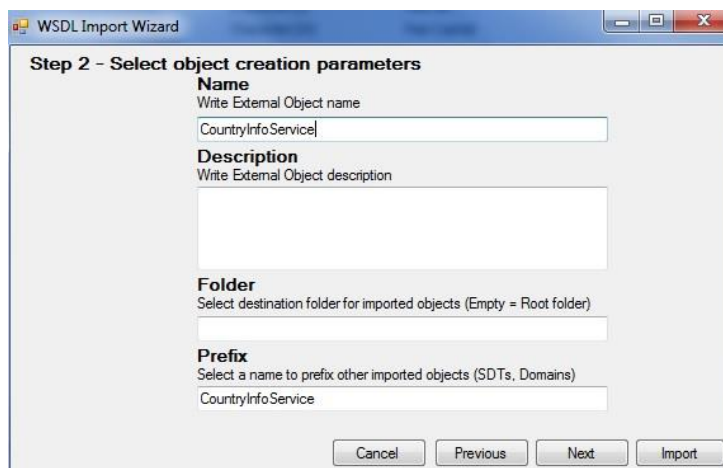 WSDL Import Wizard
Step 2 - Select object creation parameters
Name
Write External Object name
CountryInfoService
Description
Write External Object description
Folder
Select destination folder for imported objects (Empty = Root folder)
Prefix
Select a name to prefix other imported objects (SDTs, Domains)
CountryInfoService
Cancel
Previous
Next
Import